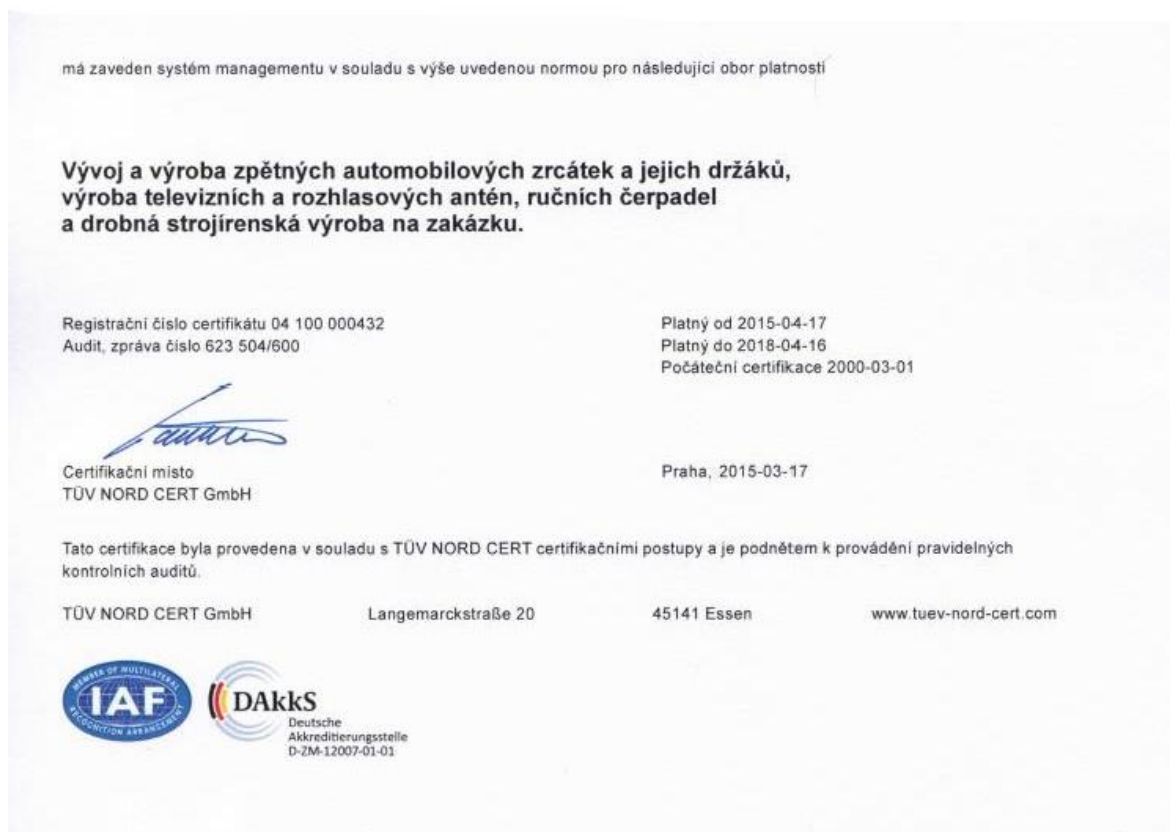 má zaveden systém managementu v souladu s výše uvedenou normou pro následující obor platnosti
Vývoj a výroba zpětných automobilových zrcátek a jejich držáků,
výroba televizních a rozhlasových antén, ručních čerpadel
a drobná strojírenská výroba na zakázku.
Registrační číslo certifikátu 04 100 000432
Audit, zpráva číslo 623 504/600
Platný od 2015-04-17
Platný do 2018-04-16
Počáteční certifikace 2000-03-01
Certifikační místo
TÜV NORD CERT GmbH
Praha, 2015-03-17
Tato certifikace byla provedena v souladu s TÜV NORD CERT certifikačními postupy a je podnětem k provádění pravidelných
kontrolních auditů.
TÜV NORD CERT GmbH Langemarckstraße 20 45141 Essen www.tuev-nord-cert.com
MEMBER OF MULTILATERAL
IAF
RECOGNITION ARRANGEMENT
DAkkS
Deutsche
Akkreditierungsstelle
D-ZM-12007-01-01